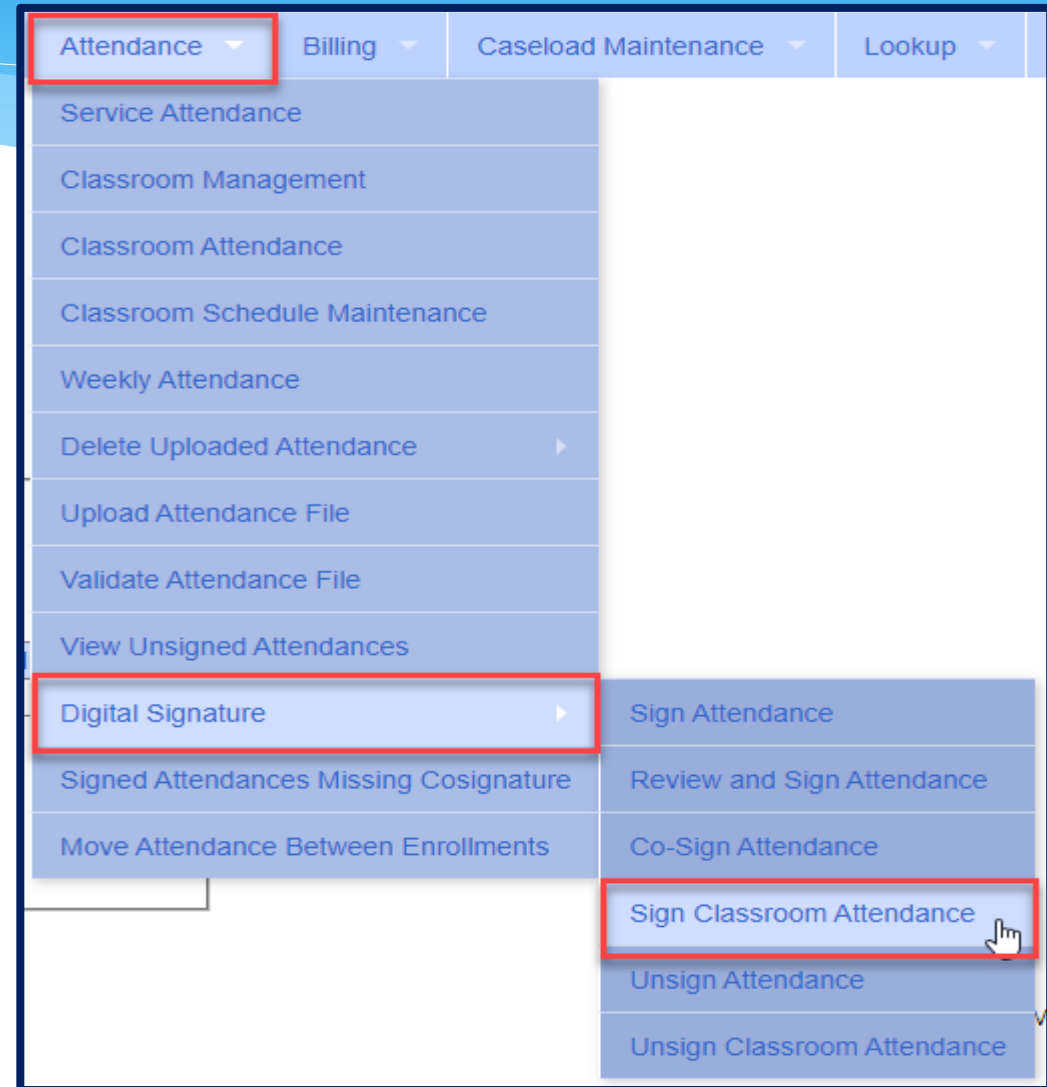 Attendance
Billing
Caseload Maintenance
Lookup
Service Attendance
Classroom Management
Classroom Attendance
Classroom Schedule Maintenance
Weekly Attendance
Delete Uploaded Attendance
Upload Attendance File
Validate Attendance File
View Unsigned Attendances
Digital Signature
Signed Attendances Missing Cosignature
Move Attendance Between Enrollments
Sign Attendance
Review and Sign Attendance
Co-Sign Attendance
Sign Classroom Attendance
Unsign Attendance
Unsign Classroom Attendance